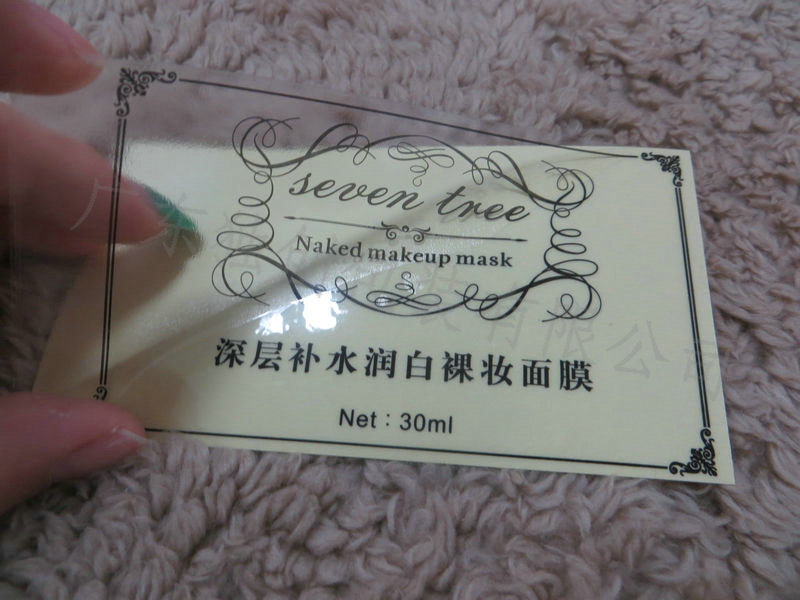 seven tree
Naked makeup mask
深层补水润白裸妆面膜
Net：30ml